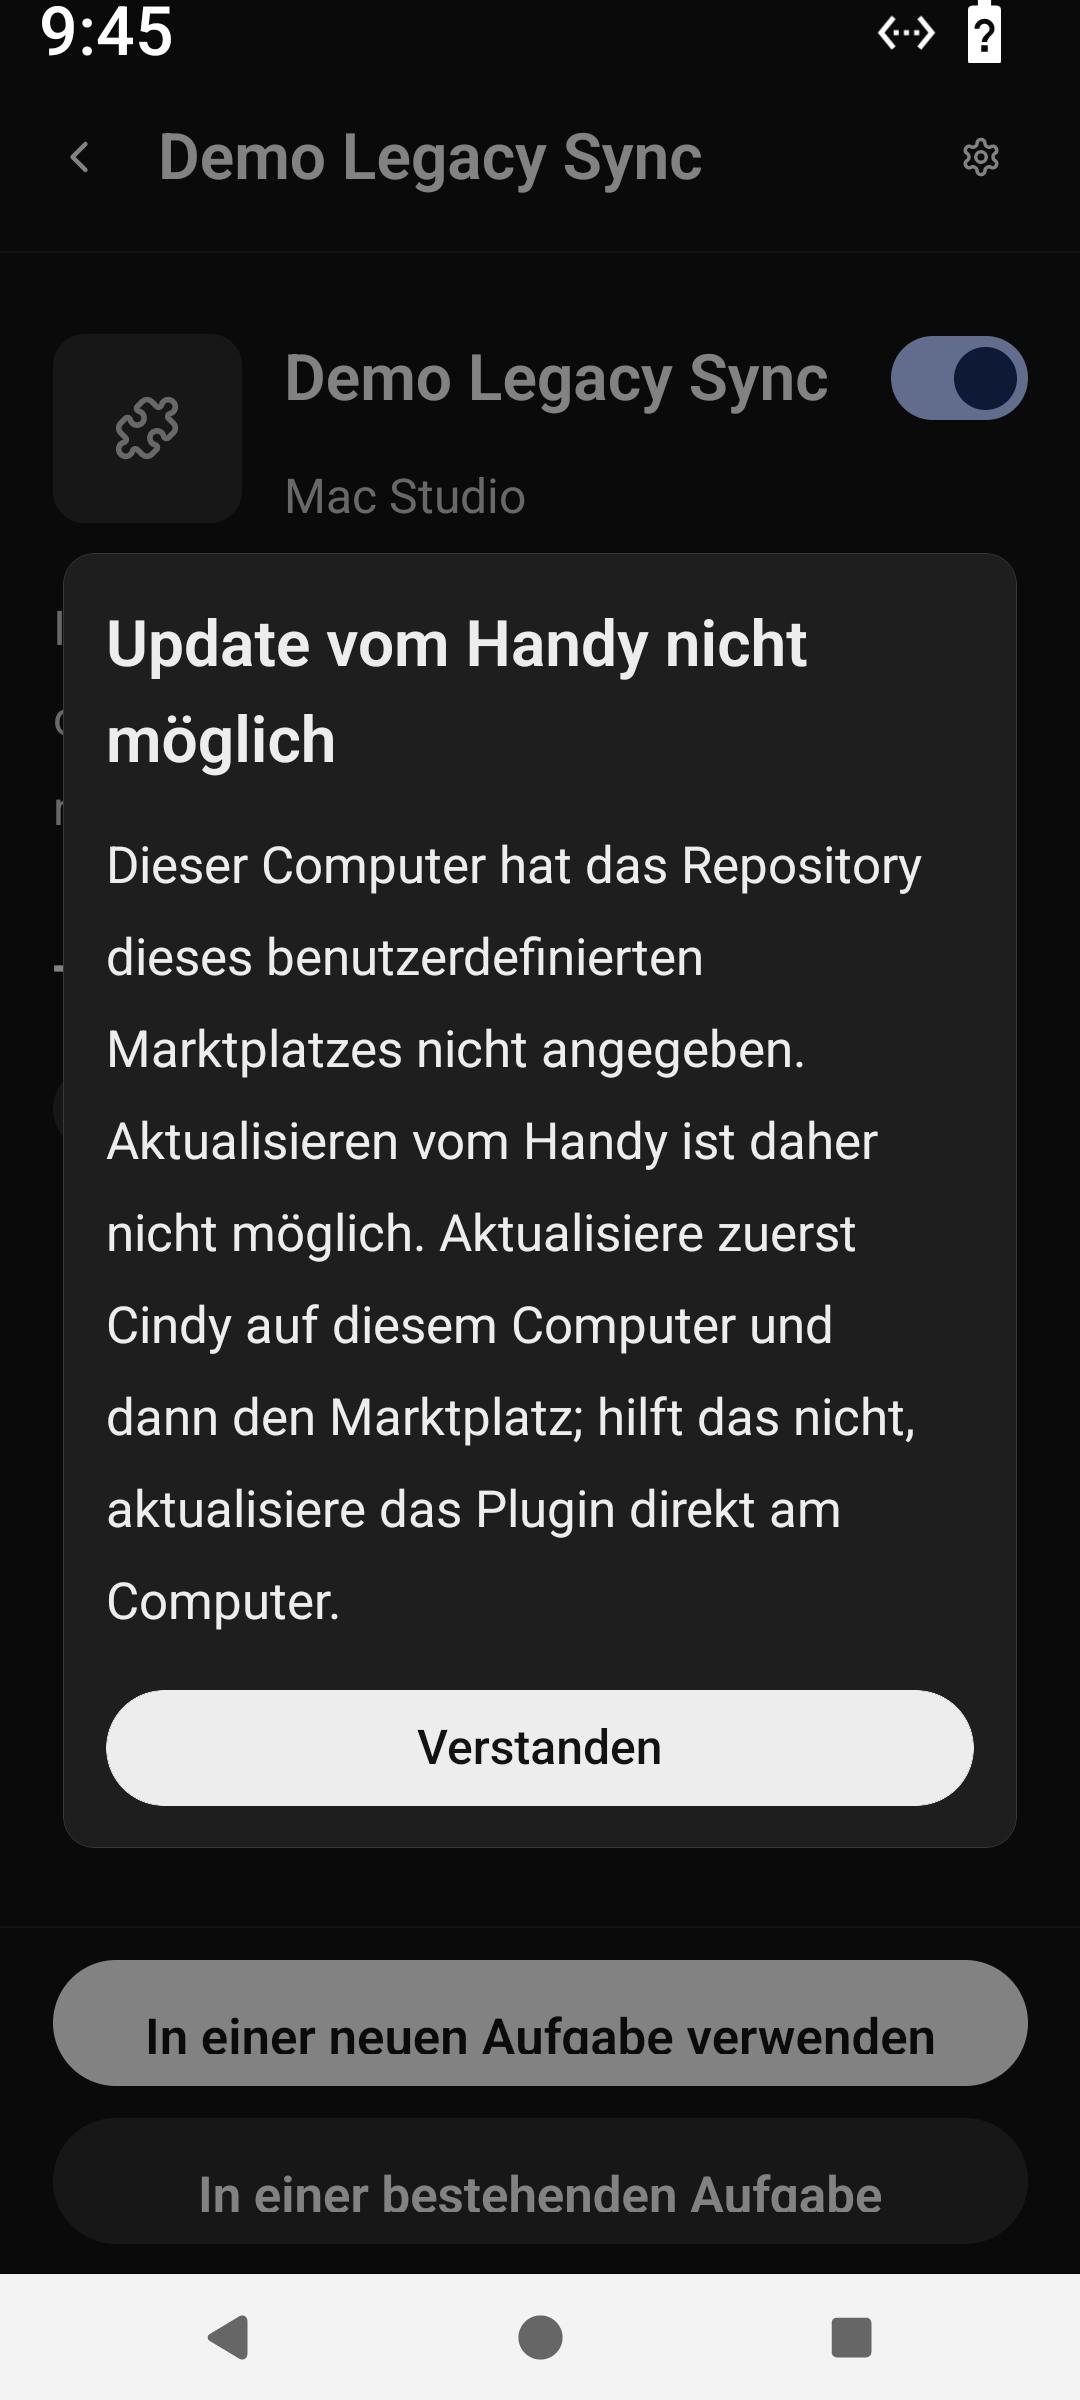 9:45
Demo Legacy Sync
Demo Legacy Sync
Mac Studio
Update vom Handy nicht
möglich
Dieser Computer hat das Repository
dieses benutzerdefinierten
Marktplatzes nicht angegeben.
Aktualisieren vom Handy ist daher
nicht möglich. Aktualisiere zuerst
Cindy auf diesem Computer und
dann den Marktplatz; hilft das nicht,
aktualisiere das Plugin direkt am
Computer.
Verstanden
In einer neuen Aufgabe verwenden
In einer bestehenden Aufgabe